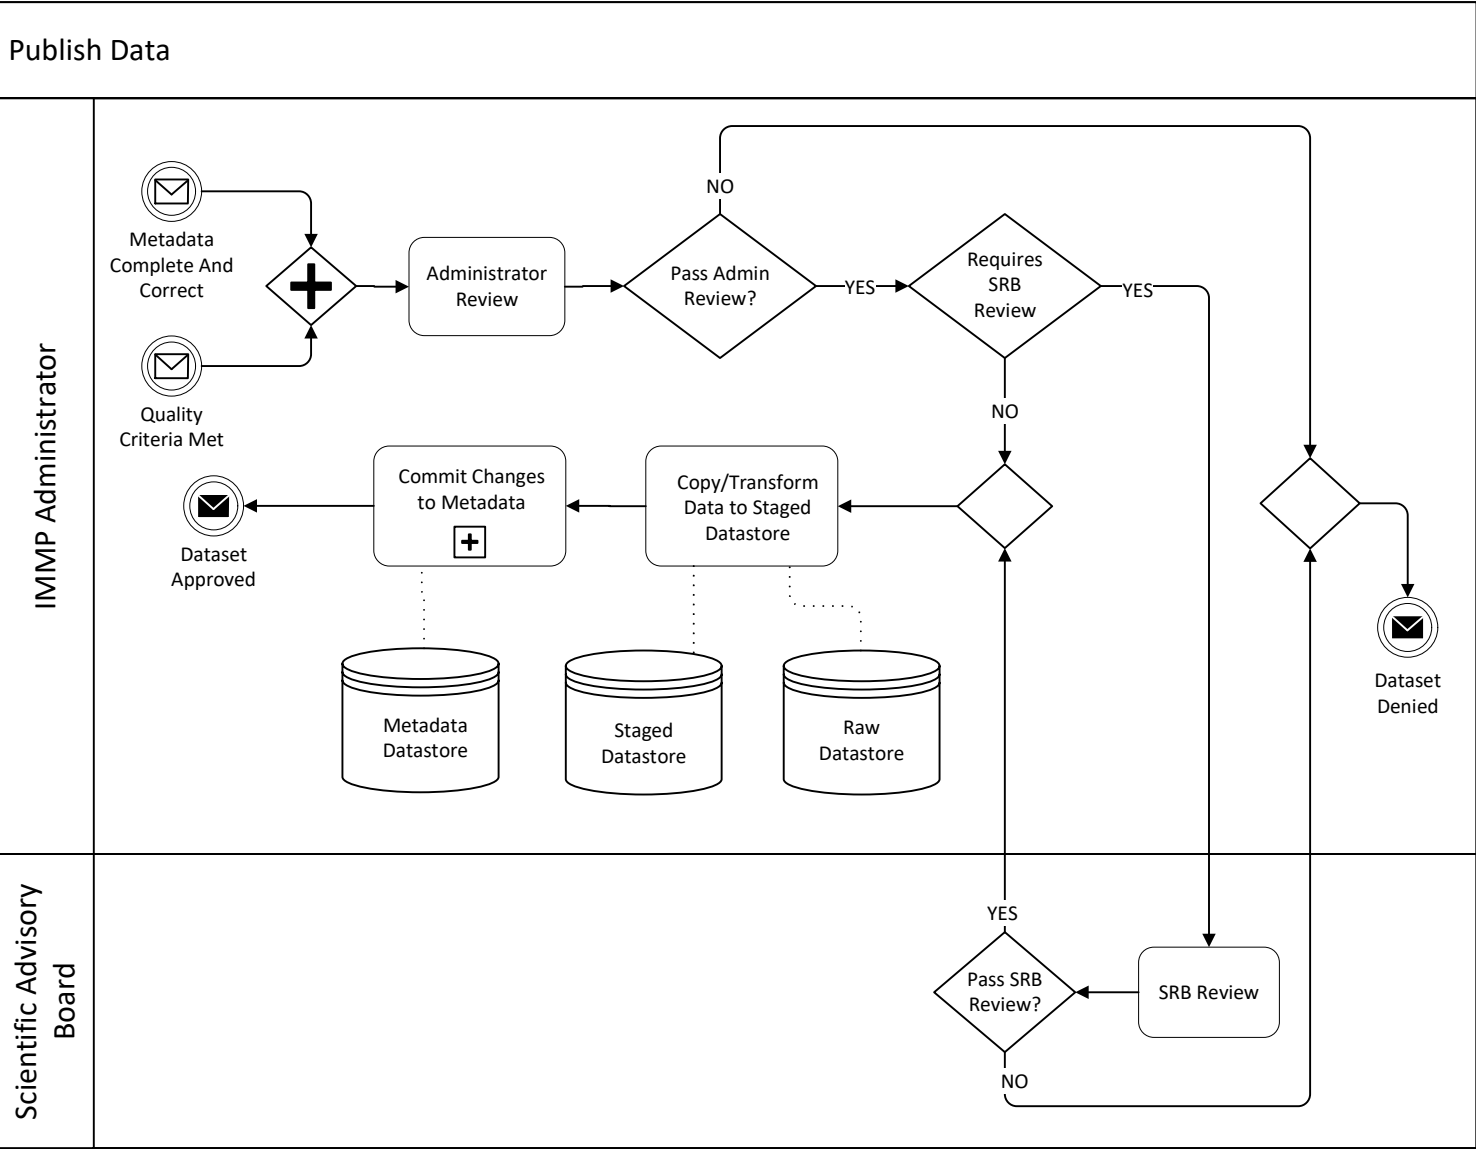 Publish Data
IMMP Administrator
Metadata
Complete And
Correct
Quality
Criteria Met
Administrator
Review
NO
Pass Admin
Review?
YES
Requires
SRB
Review
YES
NO
Commit Changes
to Metadata
Copy/Transform
Data to Staged
Datastore
Dataset
Approved
Metadata
Datastore
Staged
Datastore
Raw
Datastore
Dataset
Denied
Scientific Advisory
Board
YES
Pass SRB
Review?
SRB Review
NO